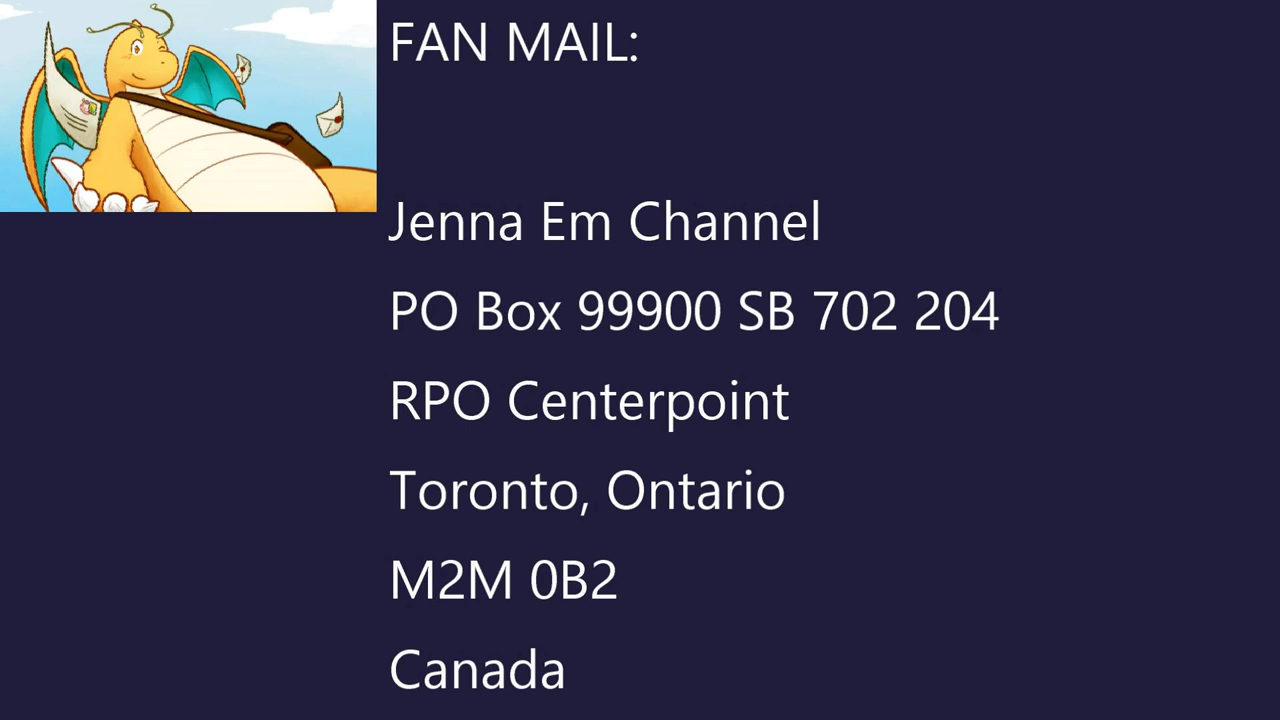 FAN MAIL:
Jenna Em Channel
PO Box 99900 SB 702 204
RPO Centerpoint
Toronto, Ontario
M2M 0B2
Canada